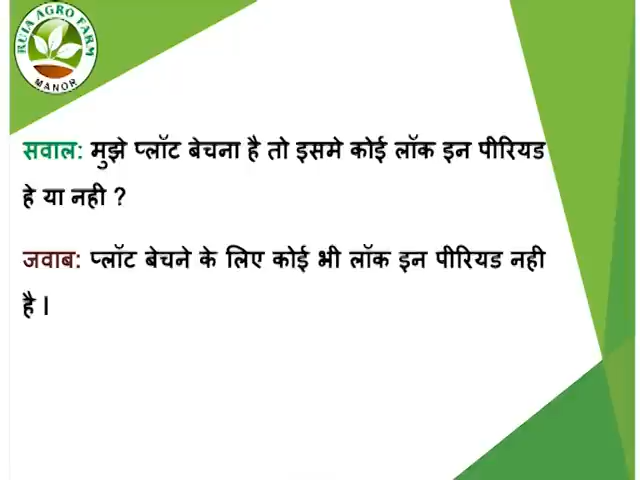 RUIA AGRO FARM
MANOR
सवाल: मुझे प्लॉट बेचना है तो इसमे कोई लॉक इन पीरियड
हे या नही ?
जवाब: प्लॉट बेचने के लिए कोई भी लॉक इन पीरियड नही
है।